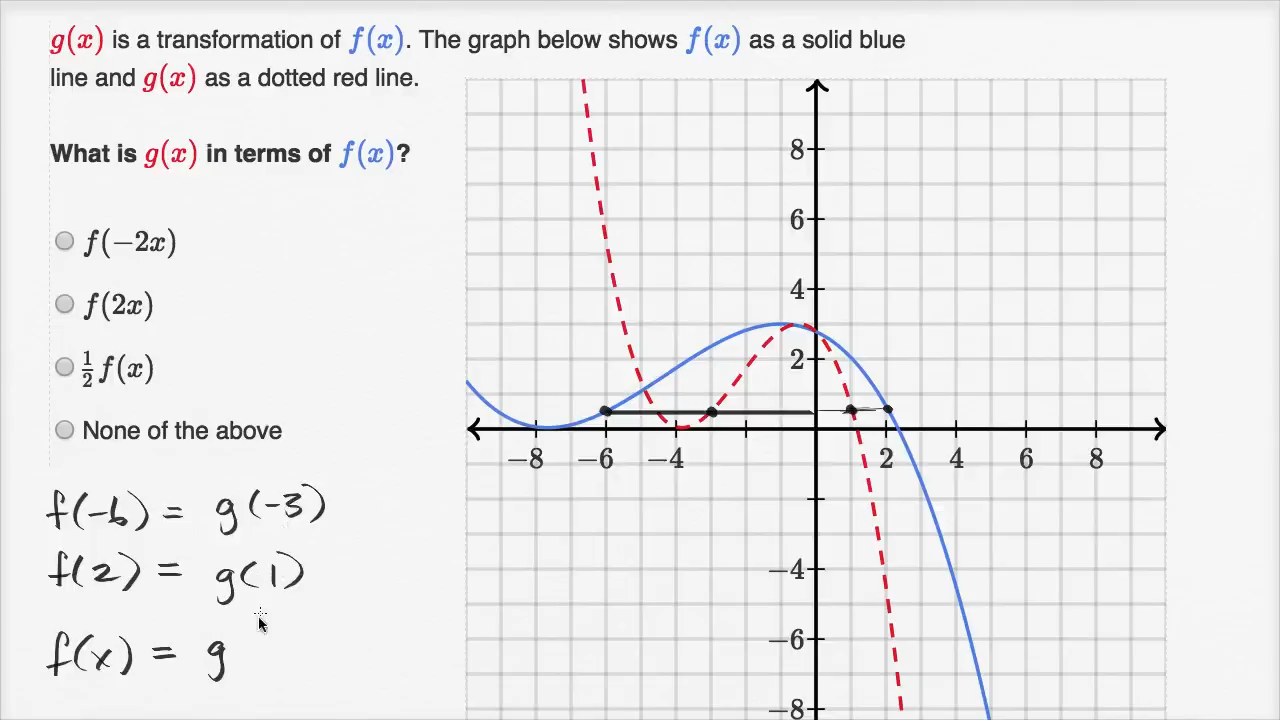 g(x) is a transformation of f(x). The graph below shows f(x) as a solid blue
line and g(x) as a dotted red line.
What is g(x) in terms of f(x)?
f(−2x)
f(2x)
½f(x)
None of the above
f(-6) = g(-3)
f(2) = g(1)
f(x) = g
8
6
4
2
−8 −6 −4 2 4 6 8
−4
−6
−8